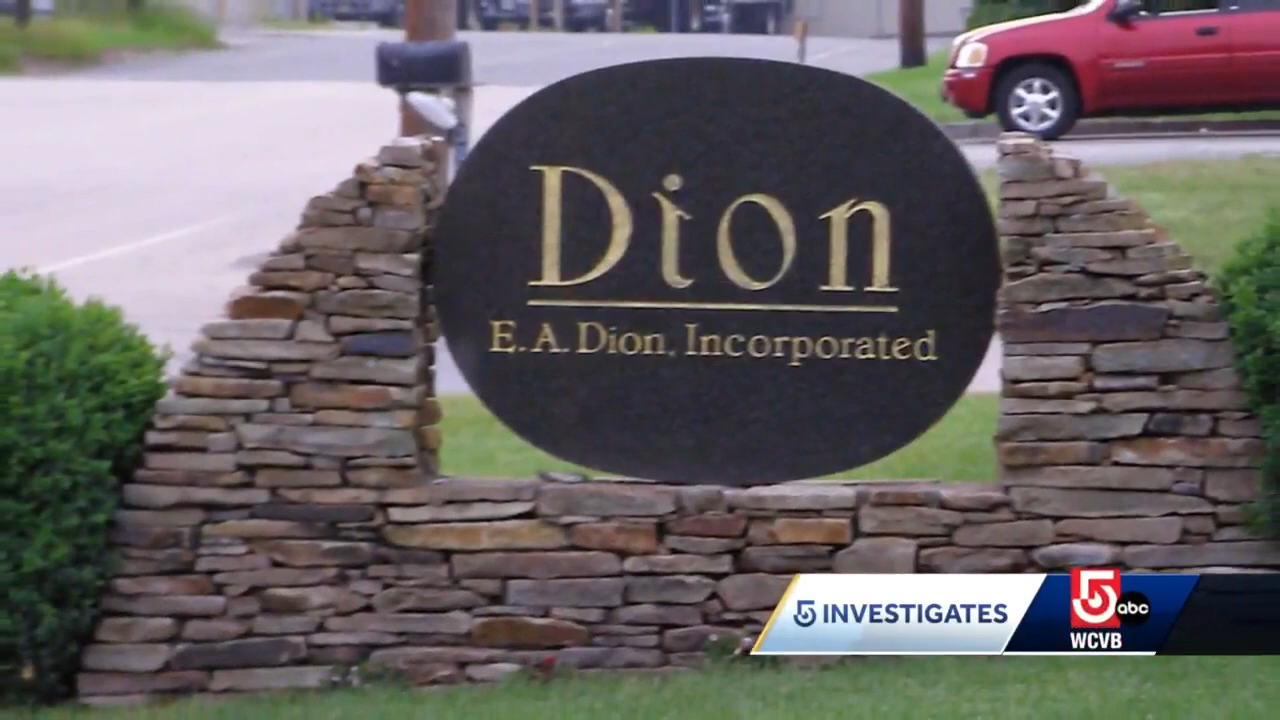 Dion
E. A. Dion, Incorporated
5 INVESTIGATES
5 abc
WCVB